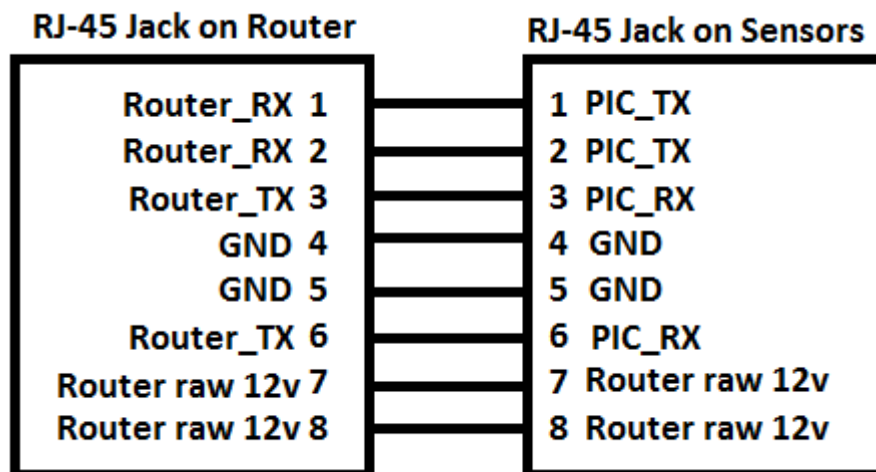 RJ-45 Jack on Router
Router_RX 1
Router_RX 2
Router_TX 3
GND 4
GND 5
Router_TX 6
Router raw 12v 7
Router raw 12v 8
RJ-45 Jack on Sensors
1 PIC_TX
2 PIC_TX
3 PIC_RX
4 GND
5 GND
6 PIC_RX
7 Router raw 12v
8 Router raw 12v